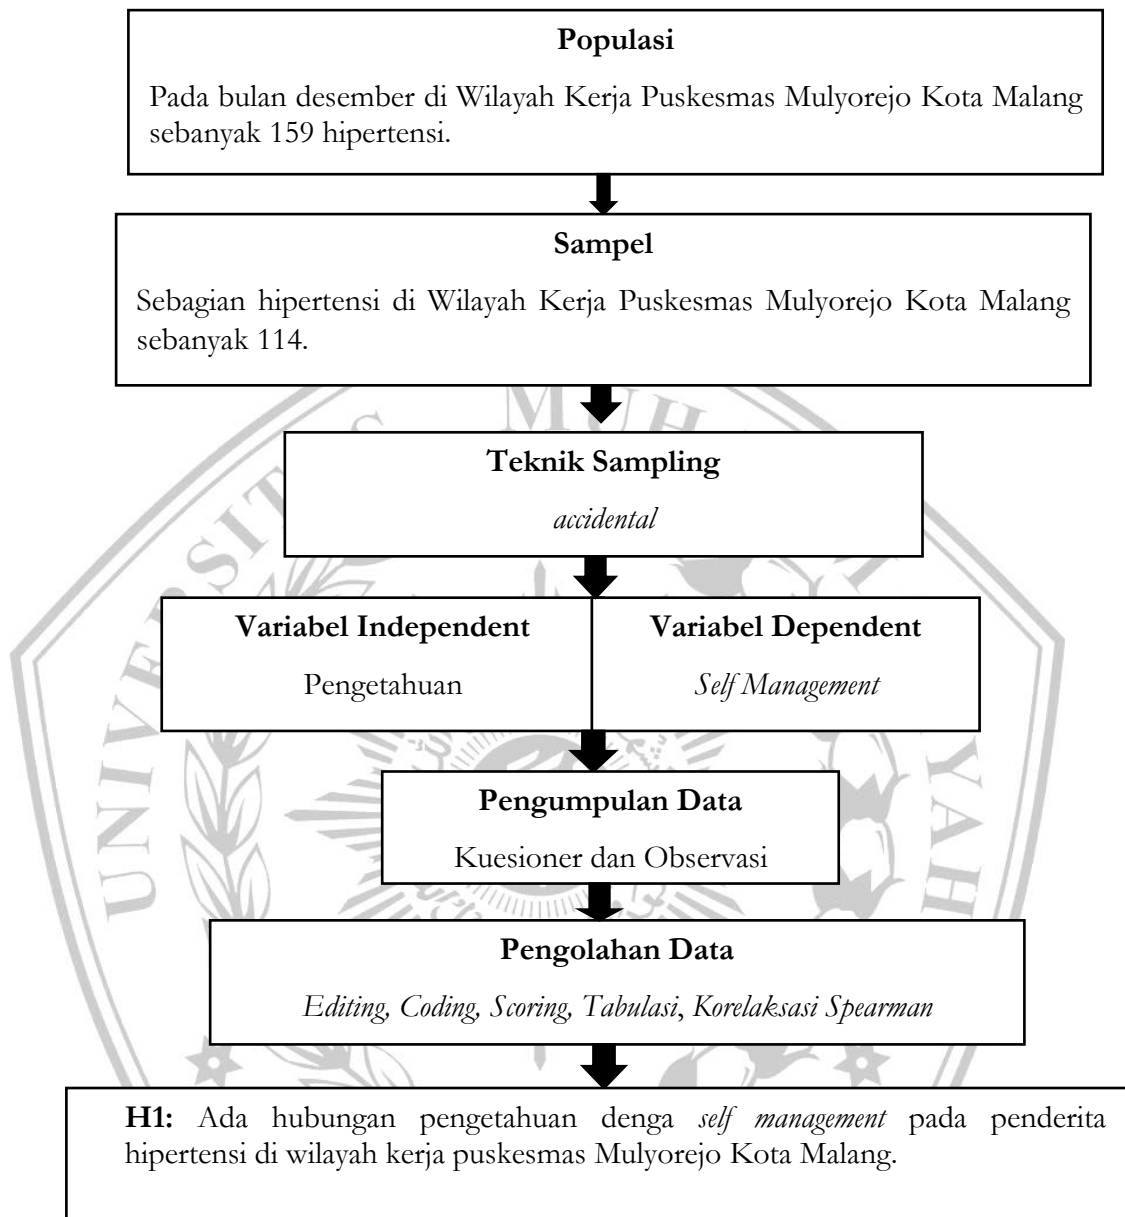 Populasi
Pada bulan desember di Wilayah Kerja Puskesmas Mulyorejo Kota Malang
sebanyak 159 hipertensi.
Sampel
Sebagian hipertensi di Wilayah Kerja Puskesmas Mulyorejo Kota Malang
sebanyak 114.
Teknik Sampling
accidental
Variabel Independent
Pengetahuan
Variabel Dependent
Self Management
Pengumpulan Data
Kuesioner dan Observasi
Pengolahan Data
Editing, Coding, Scoring, Tabulasi, Korelaksasi Spearman
H1: Ada hubungan pengetahuan denga self management pada penderita
hipertensi di wilayah kerja puskesmas Mulyorejo Kota Malang.
UNIVERSITAS MUH
YAH